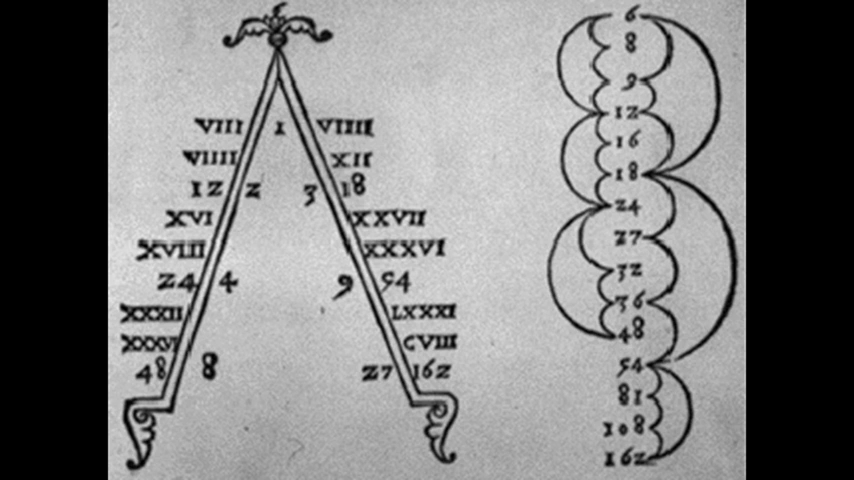 VIII 1 VIIII
VIIII XII
12 2 3 18
XVI XXVII
XVIII XXXVI
24 4 9 54
XXXII LXXXI
XXXVI CVIII
48 8 27 162
6
8
9
12
16
18
24
27
32
36
48
54
81
108
162